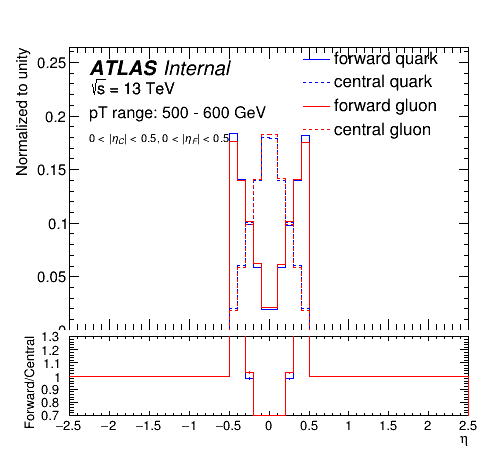 ATLAS Internal
√s = 13 TeV
pT range: 500 - 600 GeV
0 < |η_C| < 0.5, 0 < |η_F| < 0.5
forward quark
central quark
forward gluon
central gluon
Normalized to unity
0.25
0.2
0.15
0.1
0.05
0
Forward/Central
1.3
1.2
1.1
1
0.9
0.8
0.7
−2.5 −2 −1.5 −1 −0.5 0 0.5 1 1.5 2 2.5
η